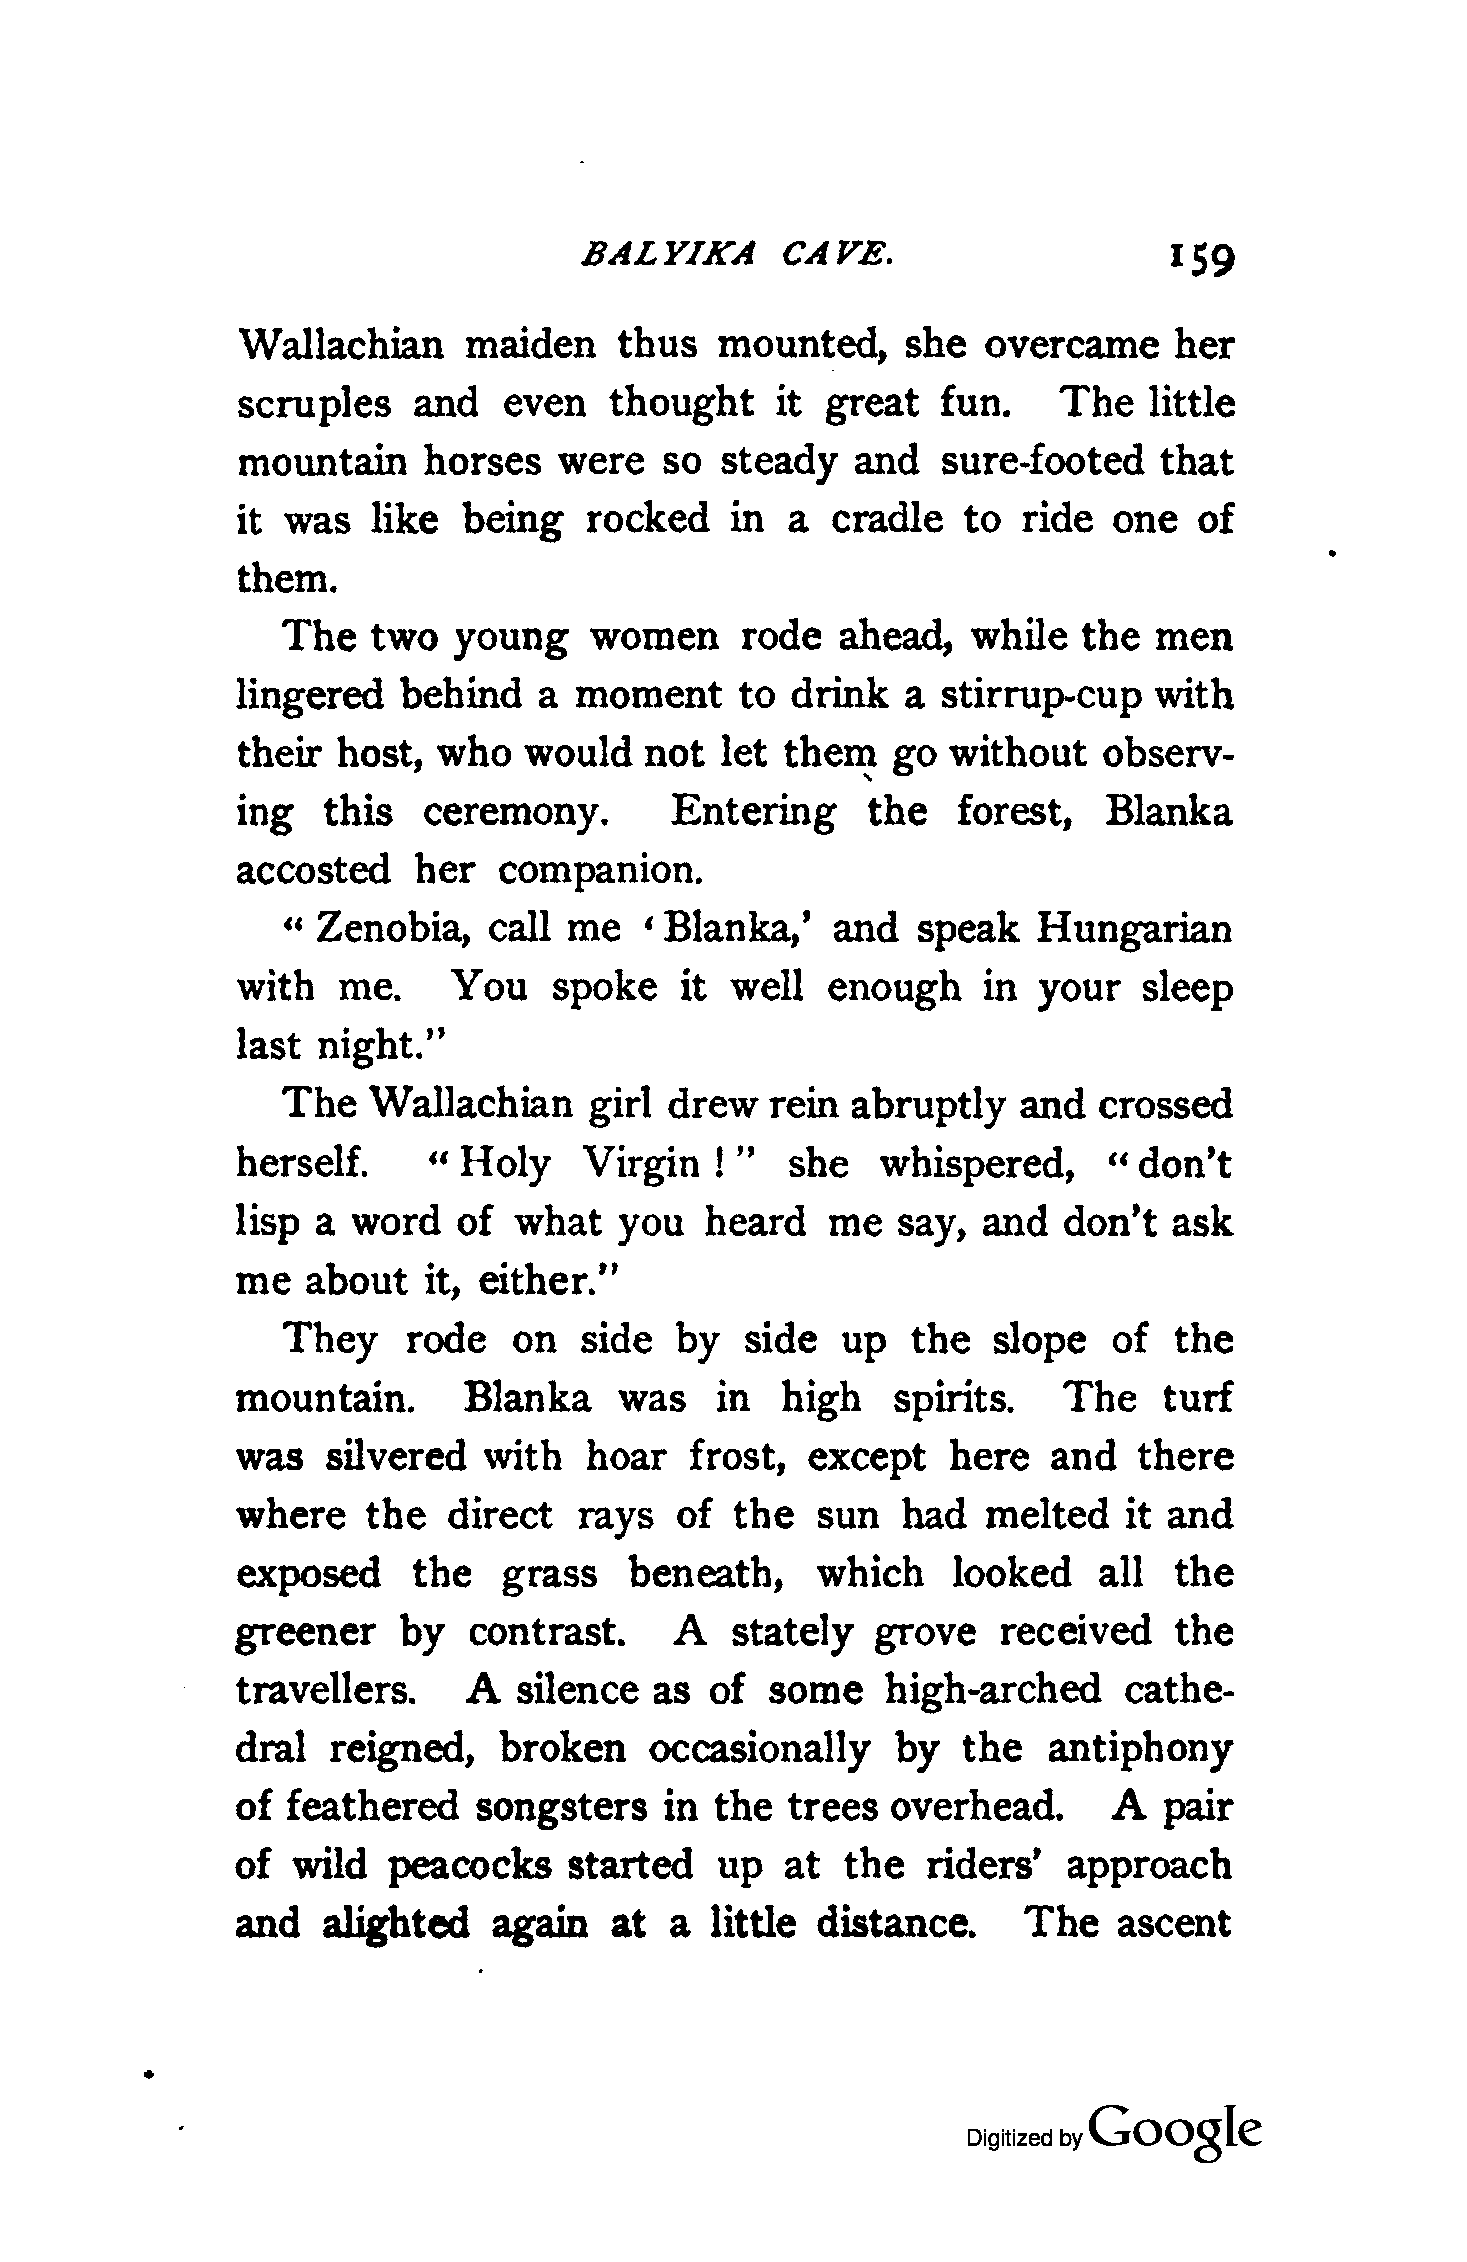 BALYIKA CAVE. 159
Wallachian maiden thus mounted, she overcame her
scruples and even thought it great fun. The little
mountain horses were so steady and sure-footed that
it was like being rocked in a cradle to ride one of
them.
The two young women rode ahead, while the men
lingered behind a moment to drink a stirrup-cup with
their host, who would not let them go without observ-
ing this ceremony. Entering the forest, Blanka
accosted her companion.
“ Zenobia, call me ‘ Blanka,’ and speak Hungarian
with me. You spoke it well enough in your sleep
last night.”
The Wallachian girl drew rein abruptly and crossed
herself. “ Holy Virgin ! ” she whispered, “ don’t
lisp a word of what you heard me say, and don’t ask
me about it, either.”
They rode on side by side up the slope of the
mountain. Blanka was in high spirits. The turf
was silvered with hoar frost, except here and there
where the direct rays of the sun had melted it and
exposed the grass beneath, which looked all the
greener by contrast. A stately grove received the
travellers. A silence as of some high-arched cathe-
dral reigned, broken occasionally by the antiphony
of feathered songsters in the trees overhead. A pair
of wild peacocks started up at the riders’ approach
and alighted again at a little distance. The ascent
Digitized by Google